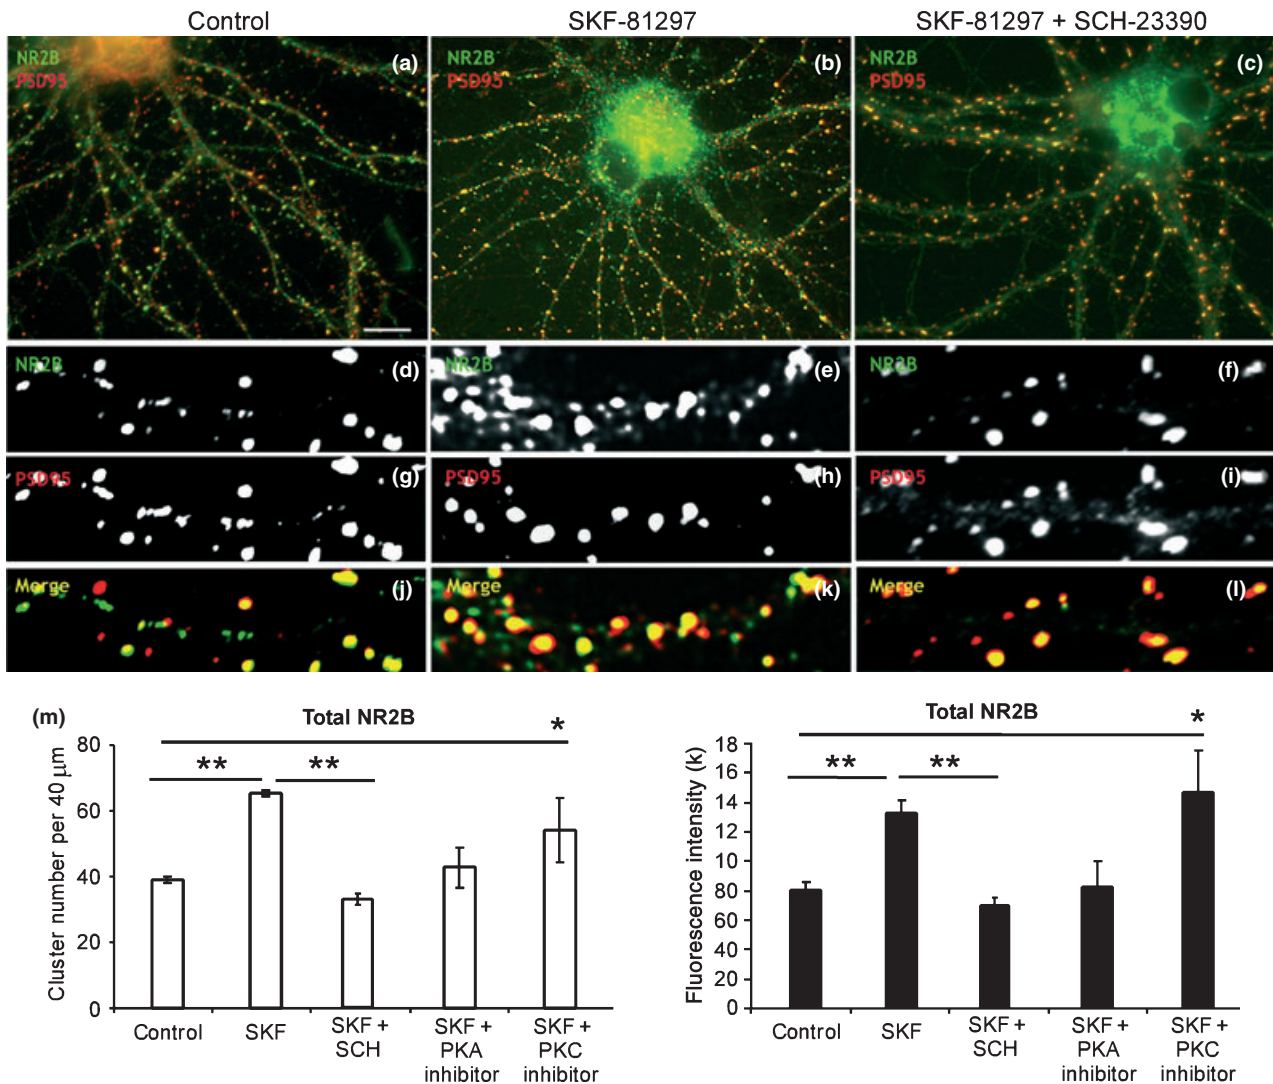 Control
SKF-81297
SKF-81297 + SCH-23390
NR2B
PSD95
(a)
NR2B
PSD95
(b)
NR2B
PSD95
(c)
NR2B
(d)
NR2B
(e)
NR2B
(f)
PSD95
(g)
PSD95
(h)
PSD95
(i)
Merge
(j)
Merge
(k)
Merge
(l)
(m)
Total NR2B
*
**
**
Cluster number per 40 µm
80
60
40
20
0
Control
SKF
SKF +
SCH
SKF +
PKA
inhibitor
SKF +
PKC
inhibitor
Total NR2B
*
**
**
Fluorescence intensity (k)
18
16
14
12
10
80
60
40
20
0
Control
SKF
SKF +
SCH
SKF +
PKA
inhibitor
SKF +
PKC
inhibitor